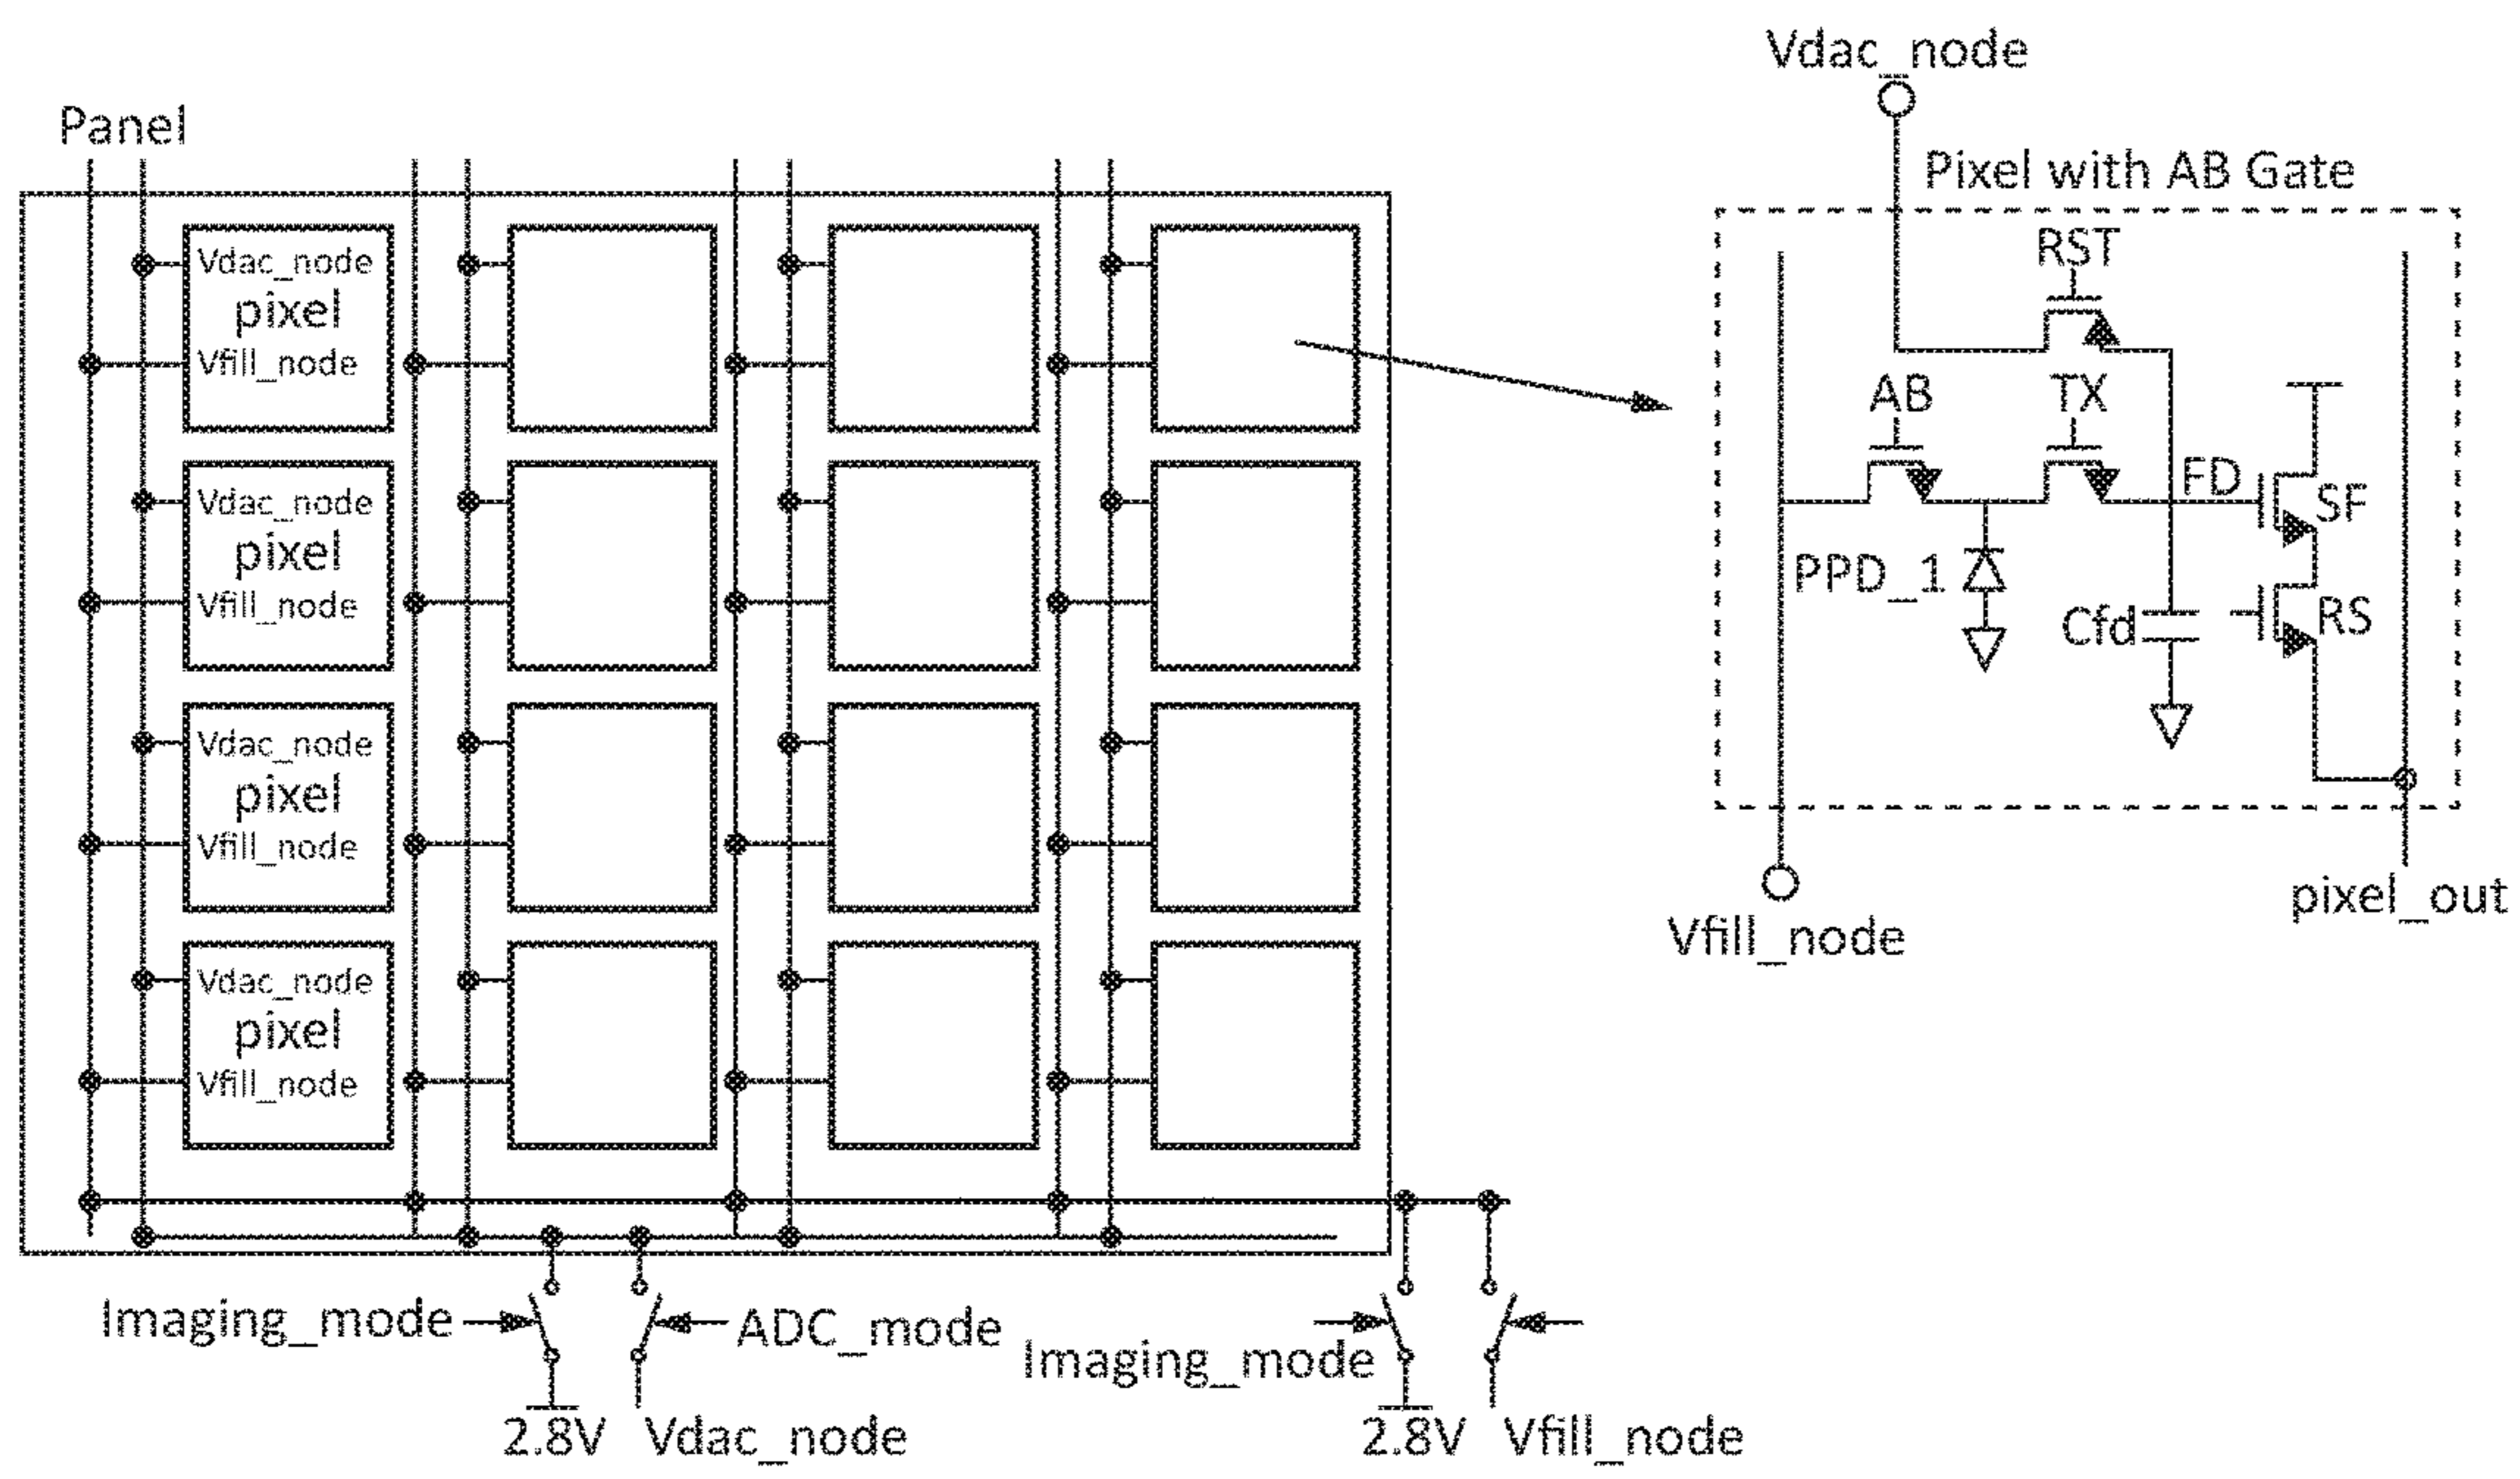 Vdac_node
Panel
Pixel with AB Gate
Vdac_node
pixel
Vfill_node
RST
AB
TX
FD
SF
PPD_1
Cfd
RS
Vdac_node
pixel
Vfill_node
Vdac_node
pixel
Vfill_node
pixel_out
Vfill_node
Vdac_node
pixel
Vfill_node
Imaging_mode
ADC_mode
Imaging_mode
2.8V
Vdac_node
2.8V
Vfill_node